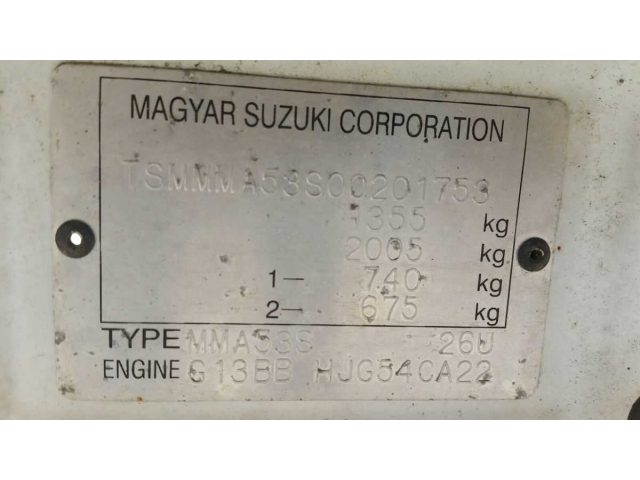 MAGYAR SUZUKI CORPORATION
TSMMMA53S00201753
1355 kg
2005 kg
1— 740 kg
2— 675 kg
TYPE MMA53S 26U
ENGINE G13BB HJG54CA22